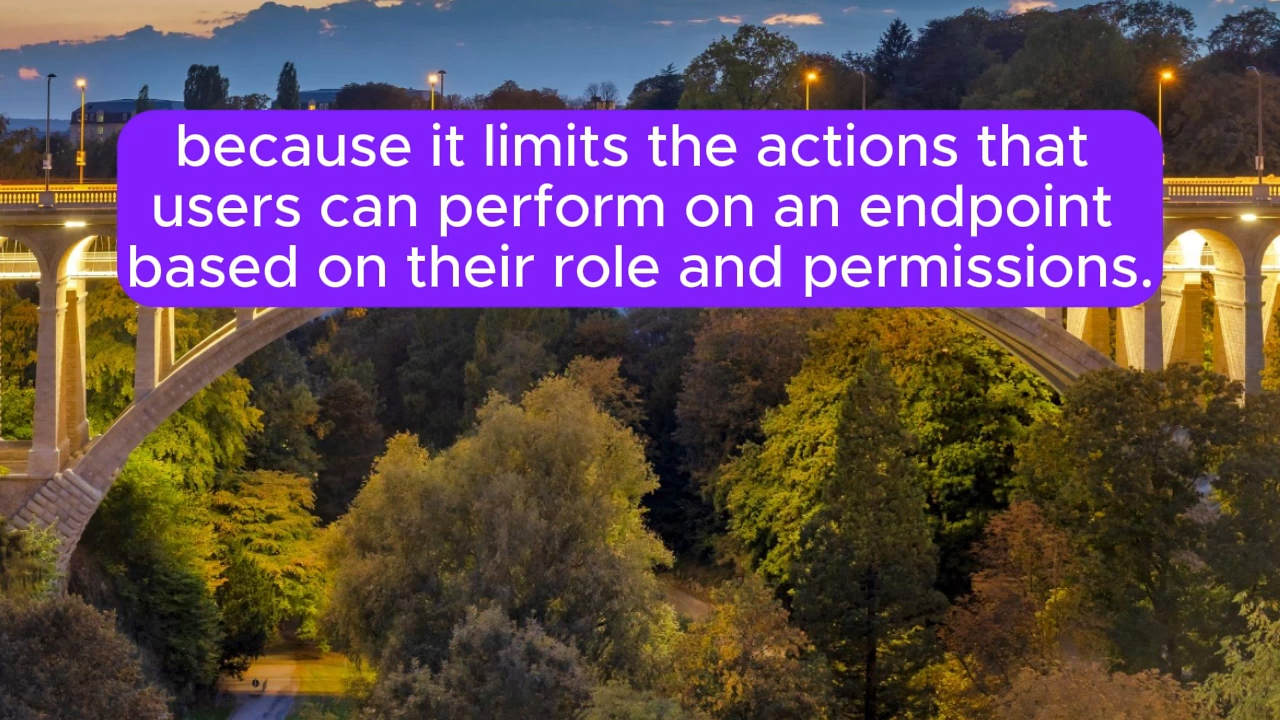 because it limits the actions that
users can perform on an endpoint
based on their role and permissions.